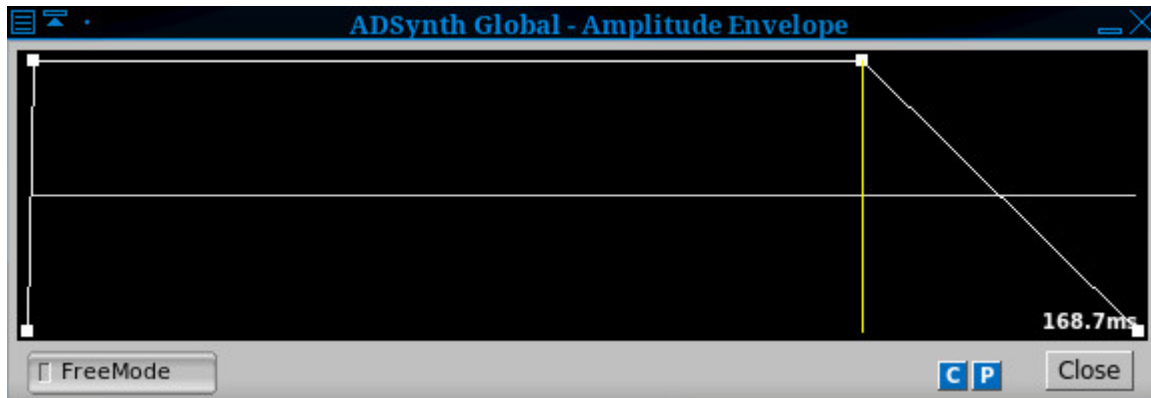 ADSynth Global - Amplitude Envelope
168.7ms
FreeMode
C P
Close